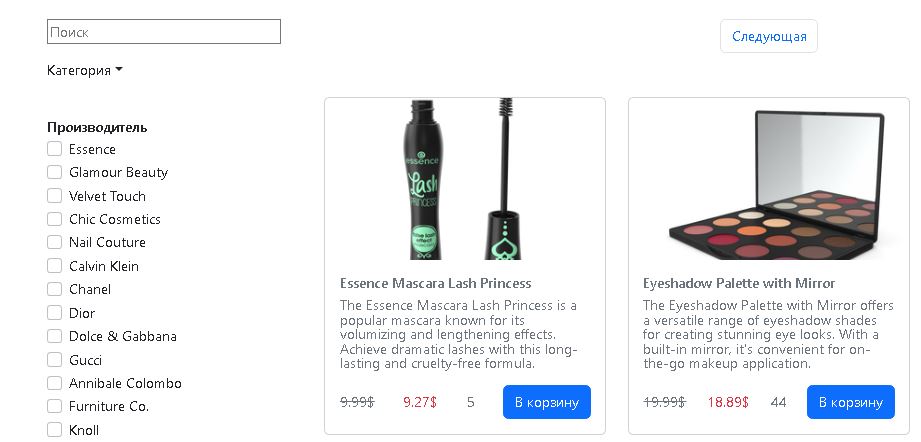 Поиск
Следующая
Категория
Производитель
Essence
Glamour Beauty
Velvet Touch
Chic Cosmetics
Nail Couture
Calvin Klein
Chanel
Dior
Dolce & Gabbana
Gucci
Annibale Colombo
Furniture Co.
Knoll
essence
Lash
PRINCESS
false lash
effect
Essence Mascara Lash Princess
The Essence Mascara Lash Princess is a
popular mascara known for its
volumizing and lengthening effects.
Achieve dramatic lashes with this long-
lasting and cruelty-free formula.
9.99$ 9.27$ 5 В корзину
Eyeshadow Palette with Mirror
The Eyeshadow Palette with Mirror offers
a versatile range of eyeshadow shades
for creating stunning eye looks. With a
built-in mirror, it's convenient for on-
the-go makeup application.
19.99$ 18.89$ 44 В корзину